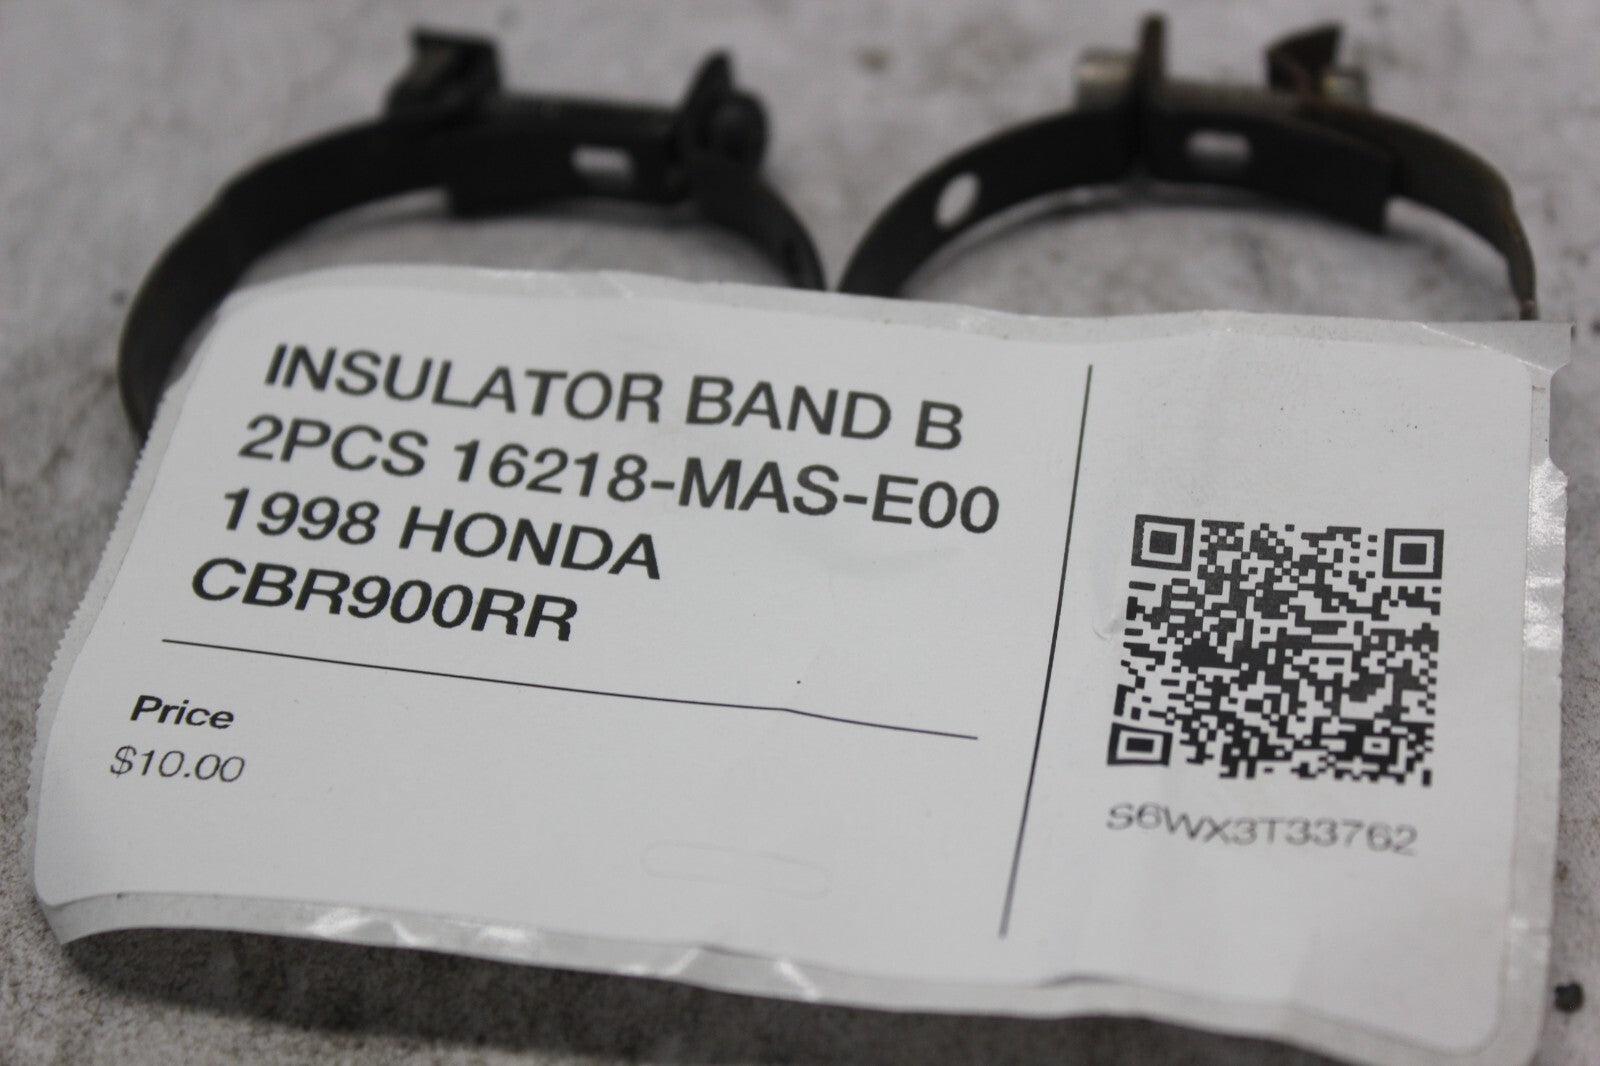 INSULATOR BAND B
2PCS 16218-MAS-E00
1998 HONDA
CBR900RR
Price
$10.00
S6WX3T33762